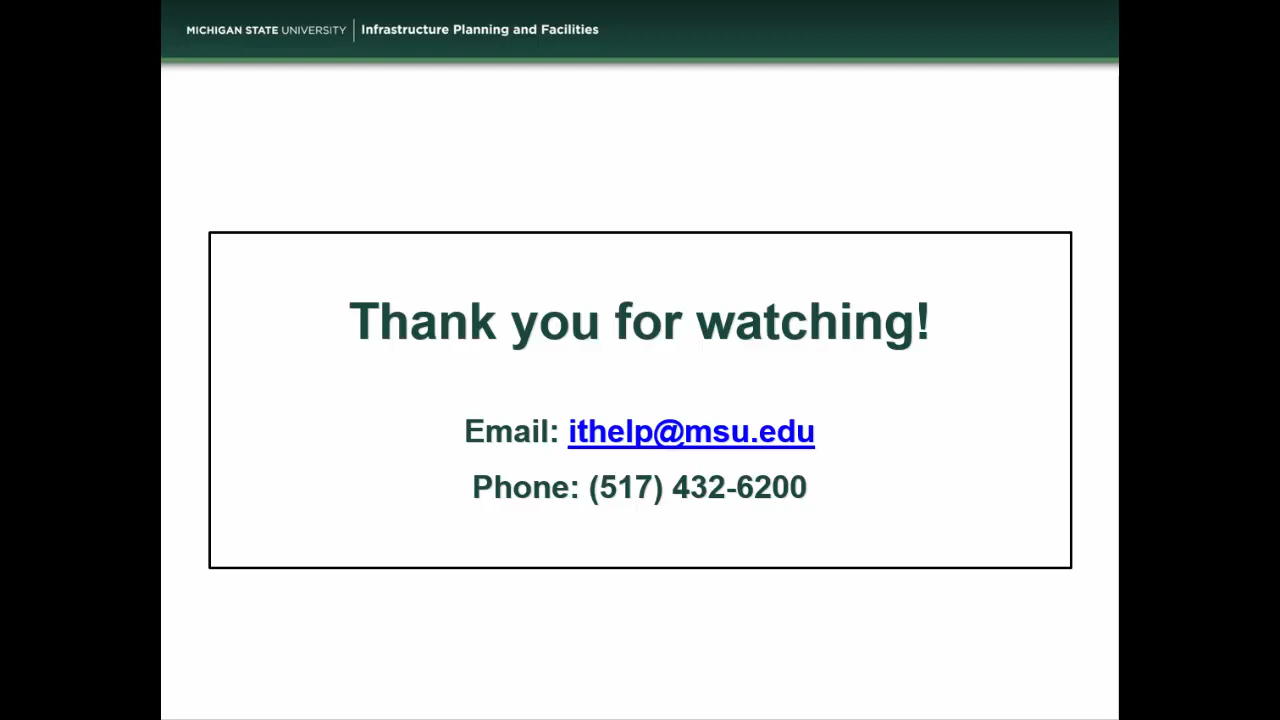 MICHIGAN STATE UNIVERSITY | Infrastructure Planning and Facilities
Thank you for watching!
Email: ithelp@msu.edu
Phone: (517) 432-6200